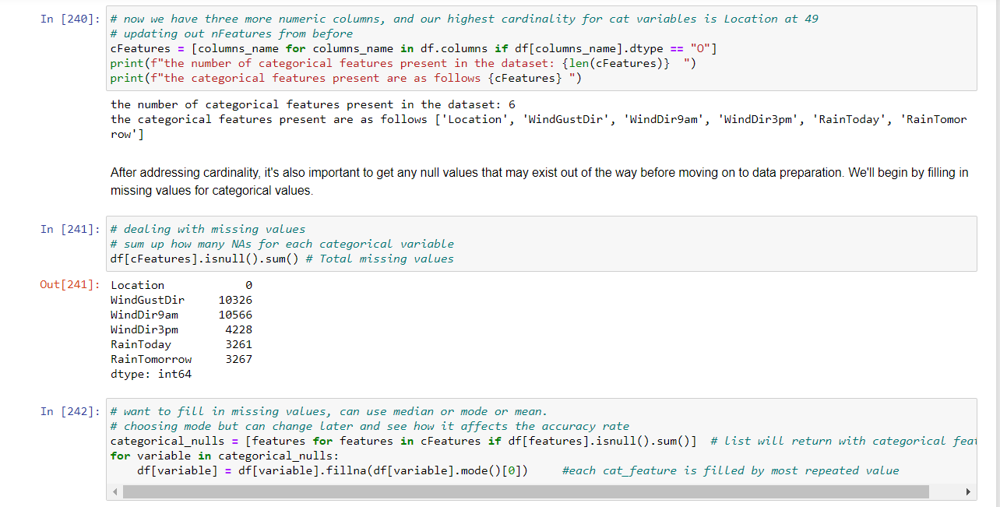 In [240]: # now we have three more numeric columns, and our highest cardinality for cat variables is Location at 49
# updating out nFeatures from before
cFeatures = [columns_name for columns_name in df.columns if df[columns_name].dtype == "O"]
print(f"the number of categorical features present in the dataset: {len(cFeatures)}  ")
print(f"the categorical features present are as follows {cFeatures} ")
the number of categorical features present in the dataset: 6
the categorical features present are as follows ['Location', 'WindGustDir', 'WindDir9am', 'WindDir3pm', 'RainToday', 'RainTomor
row']
After addressing cardinality, it's also important to get any null values that may exist out of the way before moving on to data preparation. We'll begin by filling in
missing values for categorical values.
In [241]: # dealing with missing values
# sum up how many NAs for each categorical variable
df[cFeatures].isnull().sum() # Total missing values
Out[241]: Location 0
WindGustDir 10326
WindDir9am 10566
WindDir3pm 4228
RainToday 3261
RainTomorrow 3267
dtype: int64
In [242]: # want to fill in missing values, can use median or mode or mean.
# choosing mode but can change later and see how it affects the accuracy rate
categorical_nulls = [features for features in cFeatures if df[features].isnull().sum()]  # list will return with categorical
for variable in categorical_nulls:
    df[variable] = df[variable].fillna(df[variable].mode()[0])     #each cat_feature is filled by most repeated value